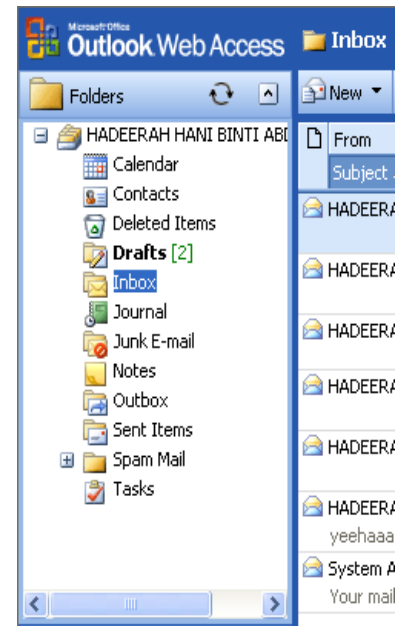 Microsoft Office
Outlook Web Access
Folders
HADEERAH HANI BINTI ABD
Calendar
Contacts
Deleted Items
Drafts [2]
Inbox
Journal
Junk E-mail
Notes
Outbox
Sent Items
Spam Mail
Tasks
Inbox
New
From
Subject
HADEERA
HADEERA
HADEERA
HADEERA
HADEERA
HADEERA
yeehaaa
System A
Your mail